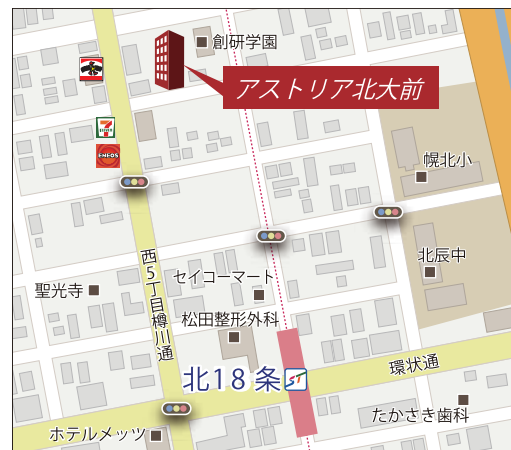 創研学園
アストリア北大前
7
ELEVEn
ENEOS
幌北小
北辰中
セイコーマート
聖光寺
西5丁目樽川通
松田整形外科
北18条
環状通
たかさき歯科
ホテルメッツ